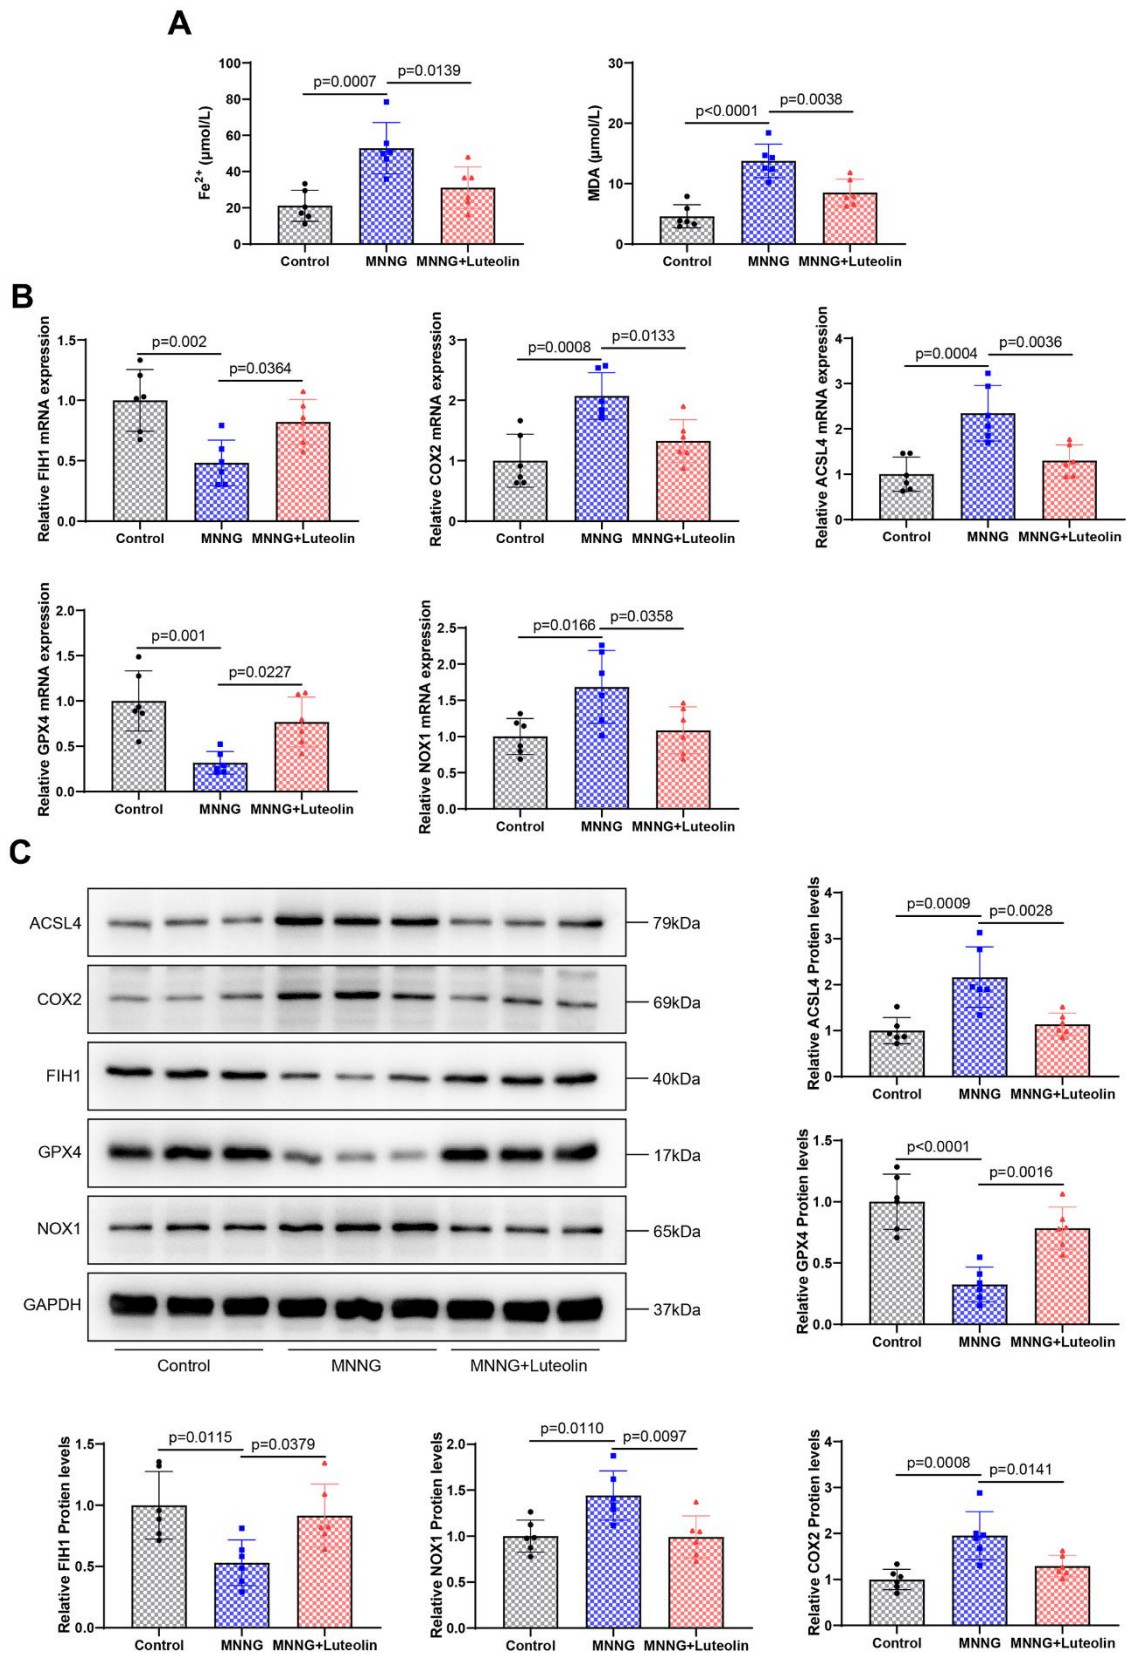 A
Fe2+ (μmol/L)
100
80
60
40
20
0
p=0.0007
p=0.0139
Control MNNG MNNG+Luteolin
MDA (μmol/L)
30
20
10
0
p<0.0001
p=0.0038
Control MNNG MNNG+Luteolin
B
Relative FIH1 mRNA expression
1.5
1.0
0.5
0.0
p=0.002
p=0.0364
Control MNNG MNNG+Luteolin
Relative COX2 mRNA expression
3
2
1
0
p=0.0008
p=0.0133
Control MNNG MNNG+Luteolin
Relative ACSL4 mRNA expression
4
3
2
1
0
p=0.0004
p=0.0036
Control MNNG MNNG+Luteolin
Relative GPX4 mRNA expression
2.0
1.5
1.0
0.5
0.0
p=0.001
p=0.0227
Control MNNG MNNG+Luteolin
Relative NOX1 mRNA expression
2.5
2.0
1.5
1.0
0.5
0.0
p=0.0166
p=0.0358
Control MNNG MNNG+Luteolin
C
ACSL4 79kDa
COX2 69kDa
FIH1 40kDa
GPX4 17kDa
NOX1 65kDa
GAPDH 37kDa
Control MNNG MNNG+Luteolin
Relative ACSL4 Protien levels
4
3
2
1
0
p=0.0009
p=0.0028
Control MNNG MNNG+Luteolin
Relative GPX4 Protien levels
1.5
1.0
0.5
0.0
p<0.0001
p=0.0016
Control MNNG MNNG+Luteolin
Relative FIH1 Protien levels
1.5
1.0
0.5
0.0
p=0.0115
p=0.0379
Control MNNG MNNG+Luteolin
Relative NOX1 Protien levels
2.0
1.5
1.0
0.5
0.0
p=0.0110
p=0.0097
Control MNNG MNNG+Luteolin
Relative COX2 Protien levels
4
3
2
1
0
p=0.0008
p=0.0141
Control MNNG MNNG+Luteolin